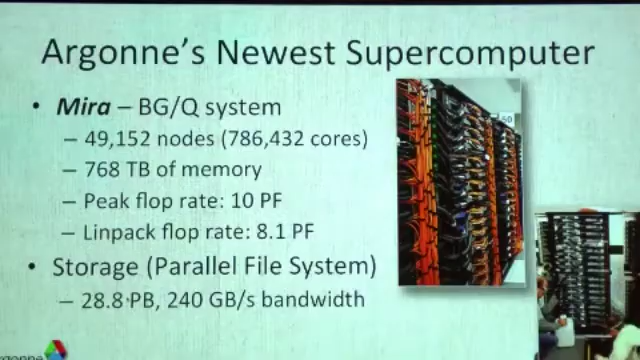 Argonne's Newest Supercomputer
• Mira – BG/Q system
– 49,152 nodes (786,432 cores)
– 768 TB of memory
– Peak flop rate: 10 PF
– Linpack flop rate: 8.1 PF
• Storage (Parallel File System)
– 28.8 PB, 240 GB/s bandwidth